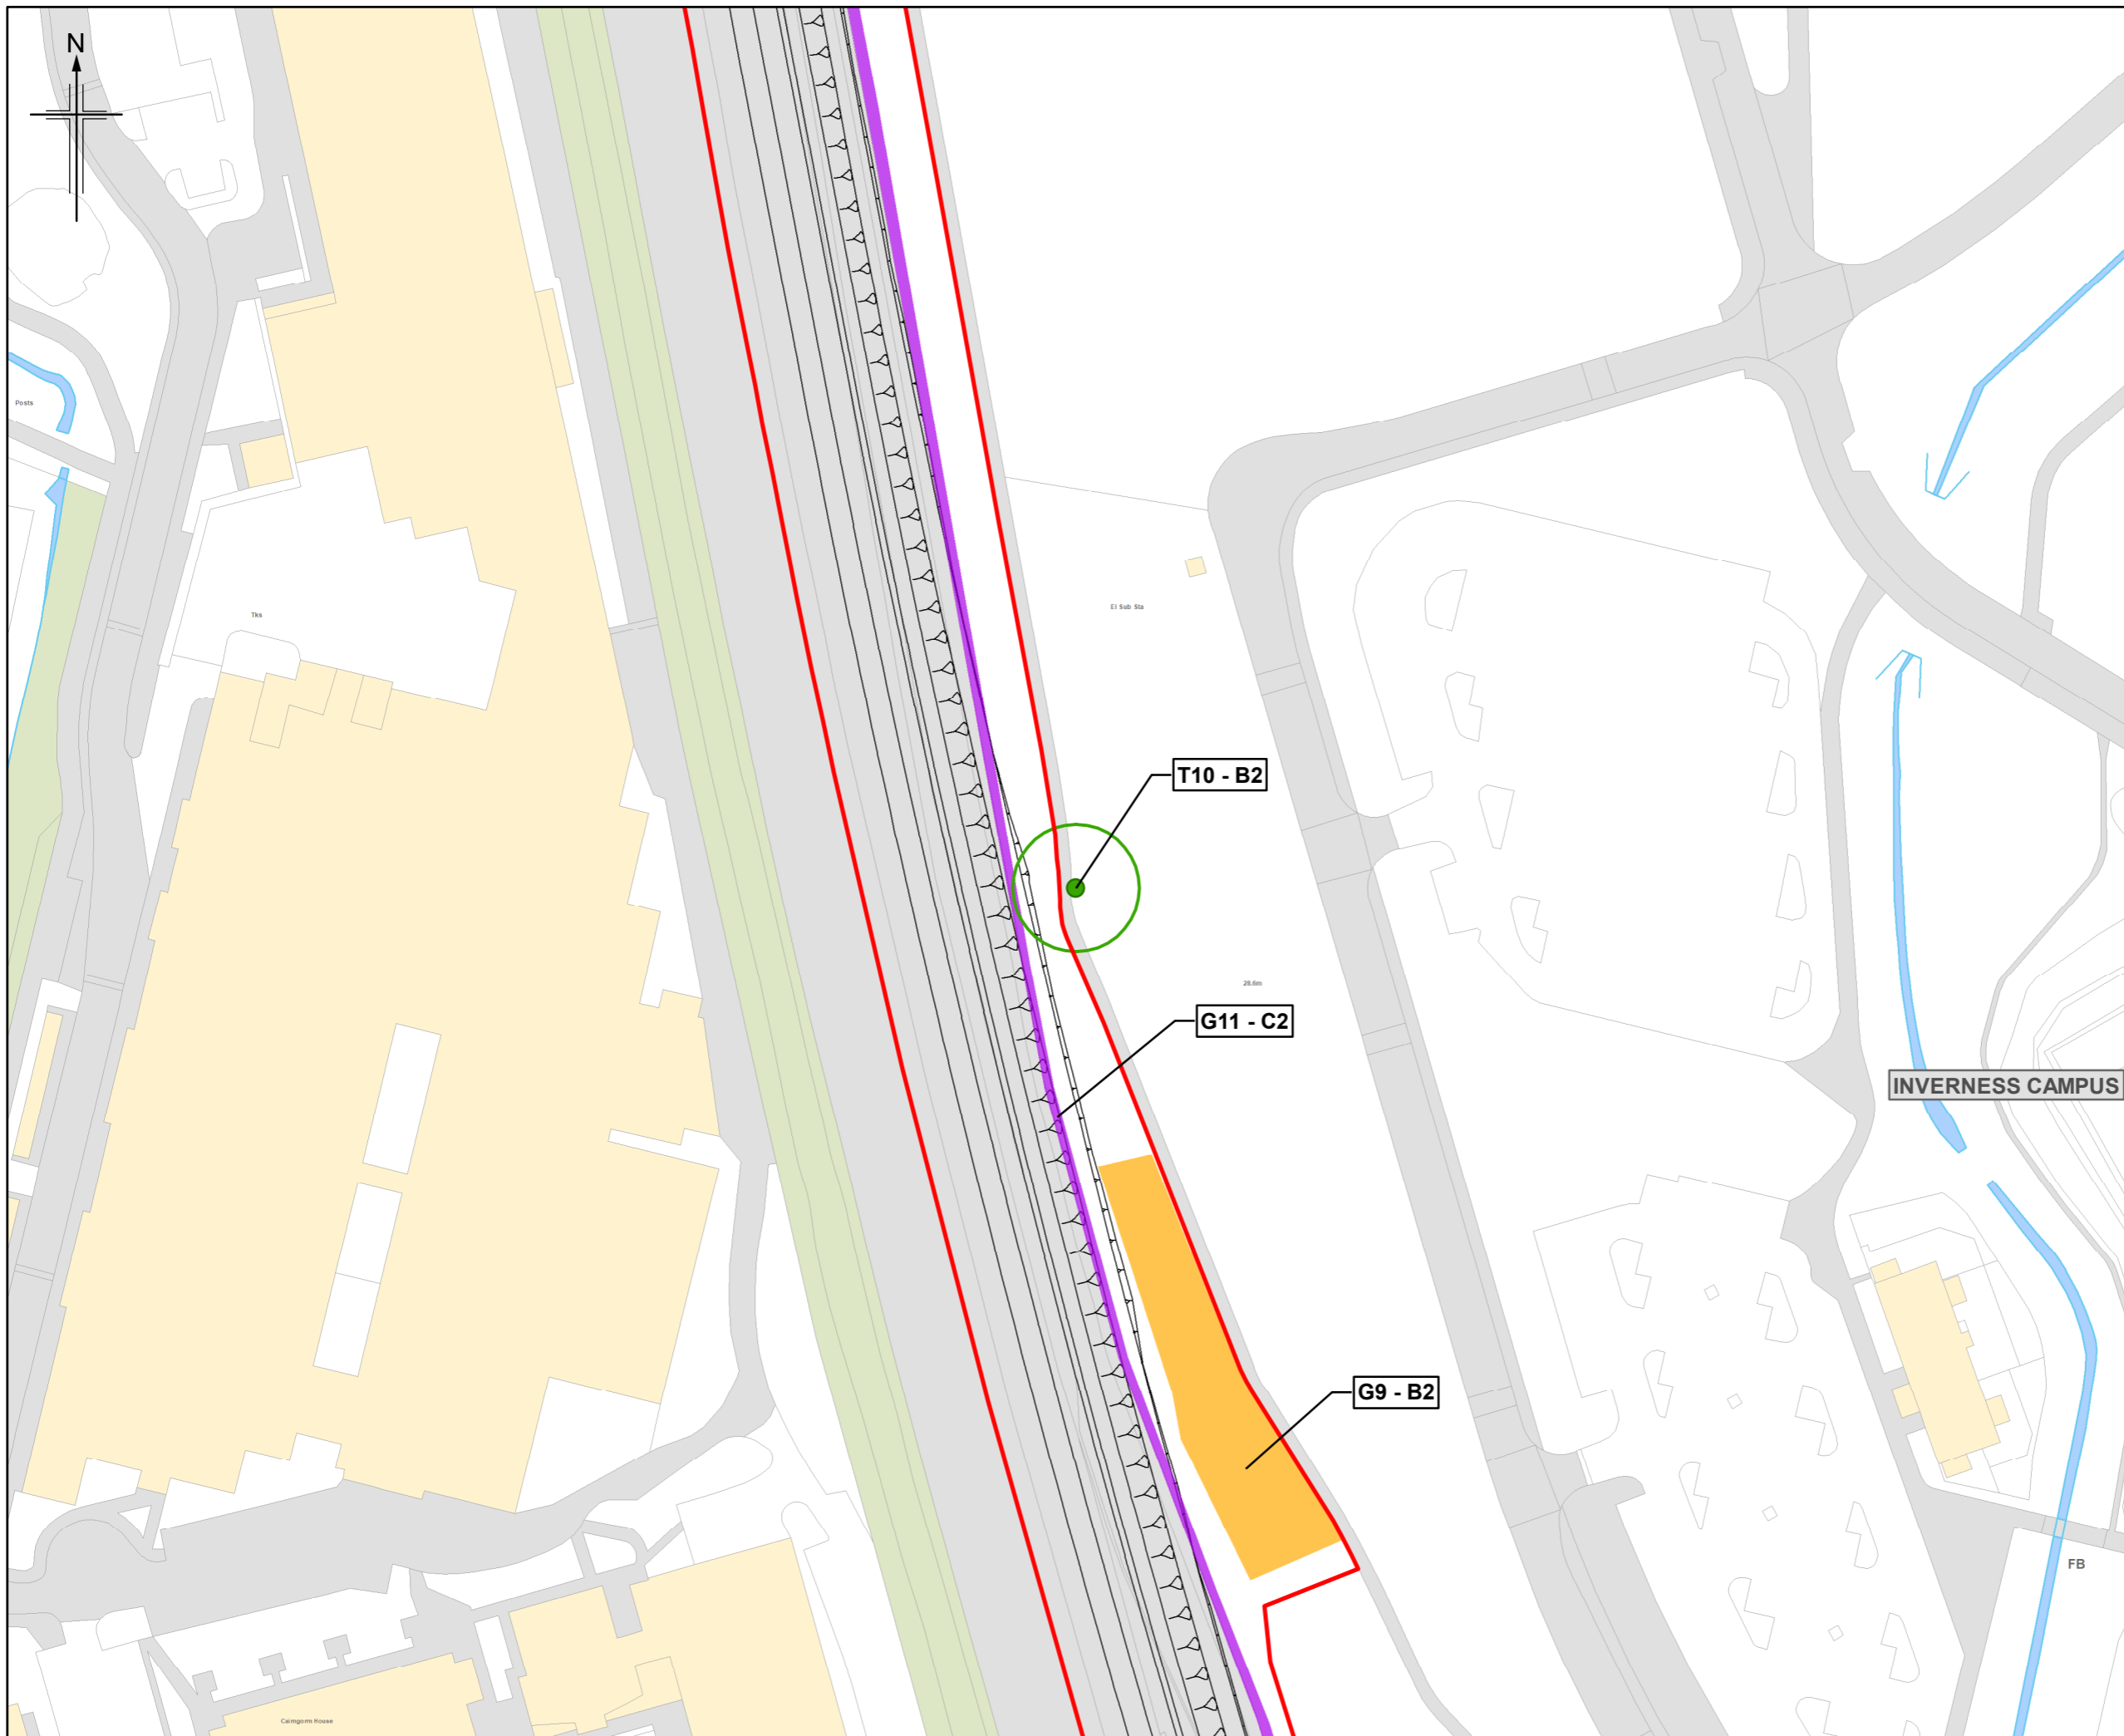 N
Posts
Tks
El Sub Sta
T10 - B2
28.6m
G11 - C2
INVERNESS CAMPUS
G9 - B2
FB
Cairngorm House